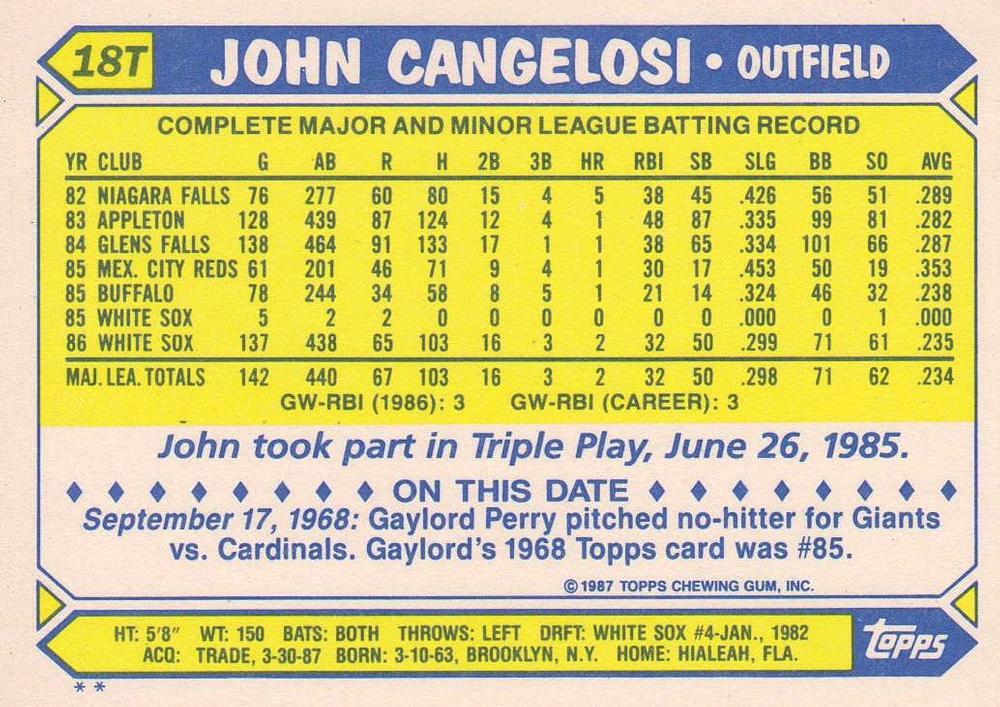 18T JOHN CANGELOSI • OUTFIELD
COMPLETE MAJOR AND MINOR LEAGUE BATTING RECORD
YR CLUB G AB R H 2B 3B HR RBI SB SLG BB SO AVG
82 NIAGARA FALLS 76 277 60 80 15 4 5 38 45 .426 56 51 .289
83 APPLETON 128 439 87 124 12 4 1 48 87 .335 99 81 .282
84 GLENS FALLS 138 464 91 133 17 1 1 38 65 .334 101 66 .287
85 MEX. CITY REDS 61 201 46 71 9 4 1 30 17 .453 50 19 .353
85 BUFFALO 78 244 34 58 8 5 1 21 14 .324 46 32 .238
85 WHITE SOX 5 2 2 0 0 0 0 0 0 .000 0 1 .000
86 WHITE SOX 137 438 65 103 16 3 2 32 50 .299 71 61 .235
MAJ. LEA. TOTALS 142 440 67 103 16 3 2 32 50 .298 71 62 .234
GW-RBI (1986): 3 GW-RBI (CAREER): 3
John took part in Triple Play, June 26, 1985.
ON THIS DATE
September 17, 1968: Gaylord Perry pitched no-hitter for Giants
vs. Cardinals. Gaylord's 1968 Topps card was #85.
© 1987 TOPPS CHEWING GUM, INC.
HT: 5'8" WT: 150 BATS: BOTH THROWS: LEFT DRFT: WHITE SOX #4-JAN., 1982
ACQ: TRADE, 3-30-87 BORN: 3-10-63, BROOKLYN, N.Y. HOME: HIALEAH, FLA.
topps
* *